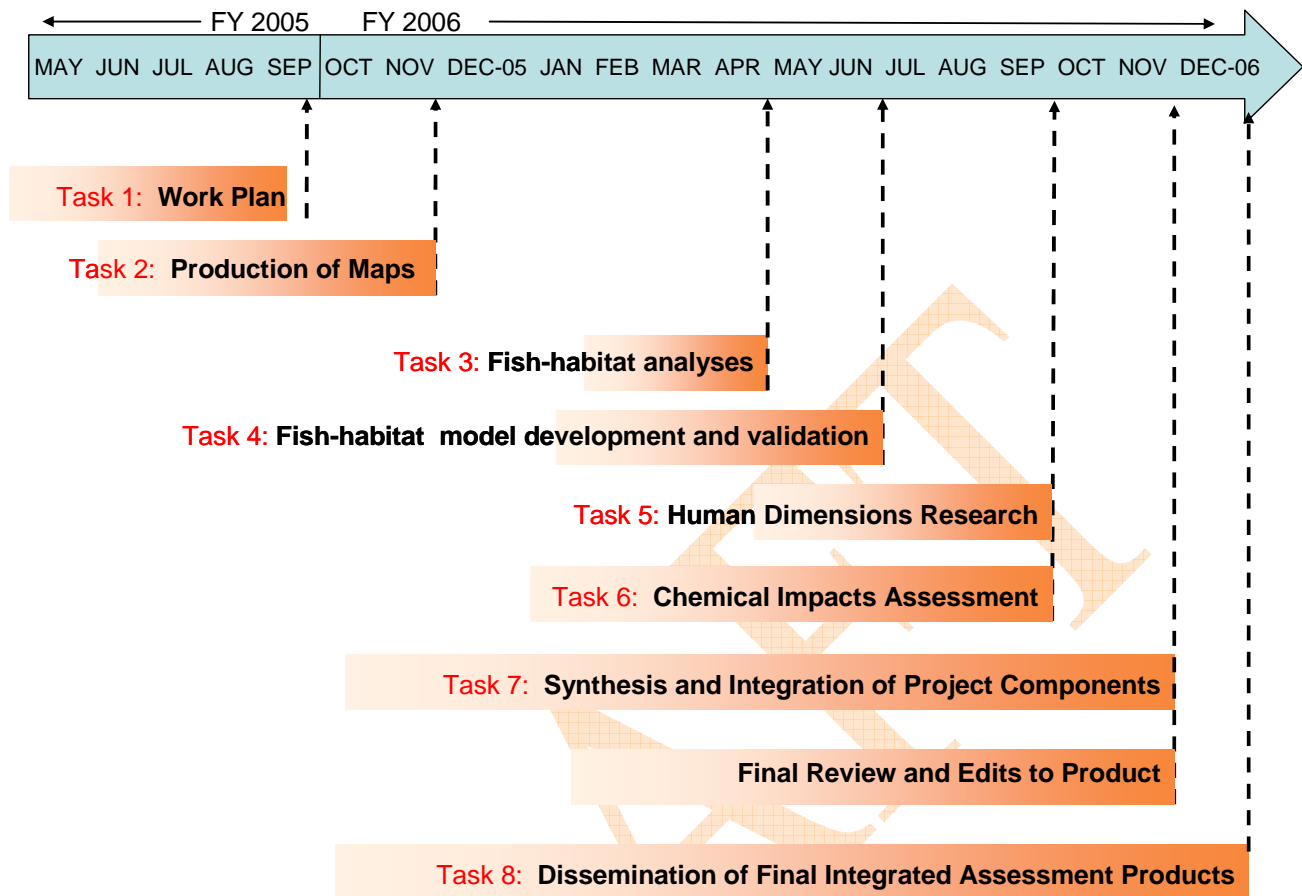 FY 2005 FY 2006
MAY JUN JUL AUG SEP OCT NOV DEC-05 JAN FEB MAR APR MAY JUN JUL AUG SEP OCT NOV DEC-06
Task 1: Work Plan
Task 2: Production of Maps
Task 3: Fish-habitat analyses
Task 4: Fish-habitat model development and validation
Task 5: Human Dimensions Research
Task 6: Chemical Impacts Assessment
Task 7: Synthesis and Integration of Project Components
Final Review and Edits to Product
Task 8: Dissemination of Final Integrated Assessment Products
DRAFT